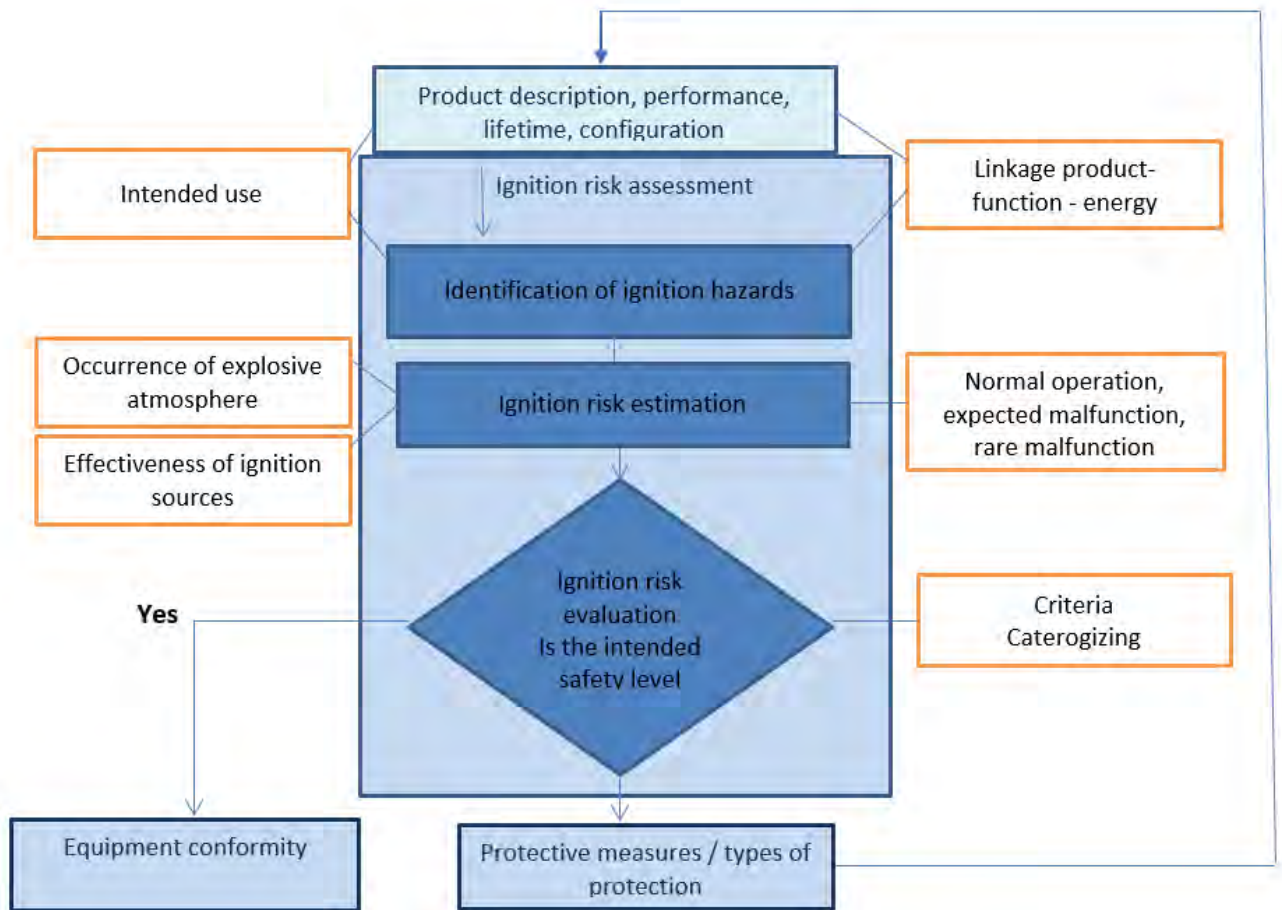 Product description, performance,
lifetime, configuration
Intended use
Ignition risk assessment
Linkage product-
function - energy
Identification of ignition hazards
Occurrence of explosive
atmosphere
Effectiveness of ignition
sources
Ignition risk estimation
Normal operation,
expected malfunction,
rare malfunction
Yes
Ignition risk
evaluation
Is the intended
safety level
Criteria
Caterogizing
Equipment conformity
Protective measures / types of
protection